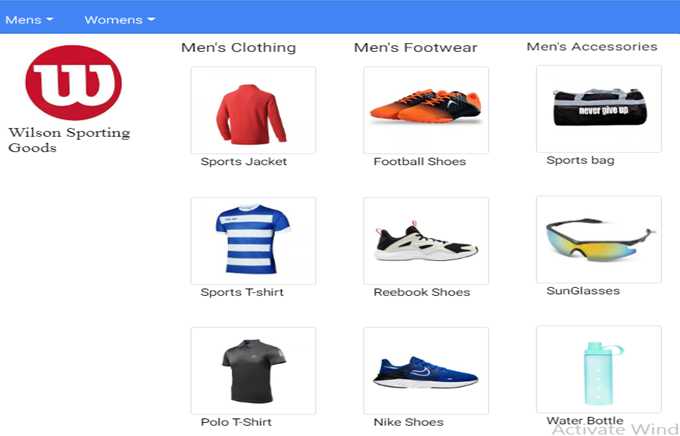 Mens Womens
W
Wilson Sporting
Goods
Men's Clothing Men's Footwear Men's Accessories
never give up
Sports Jacket Football Shoes Sports bag
Sports T-shirt Reebook Shoes SunGlasses
Polo T-Shirt Nike Shoes Water Bottle
Activate Wind